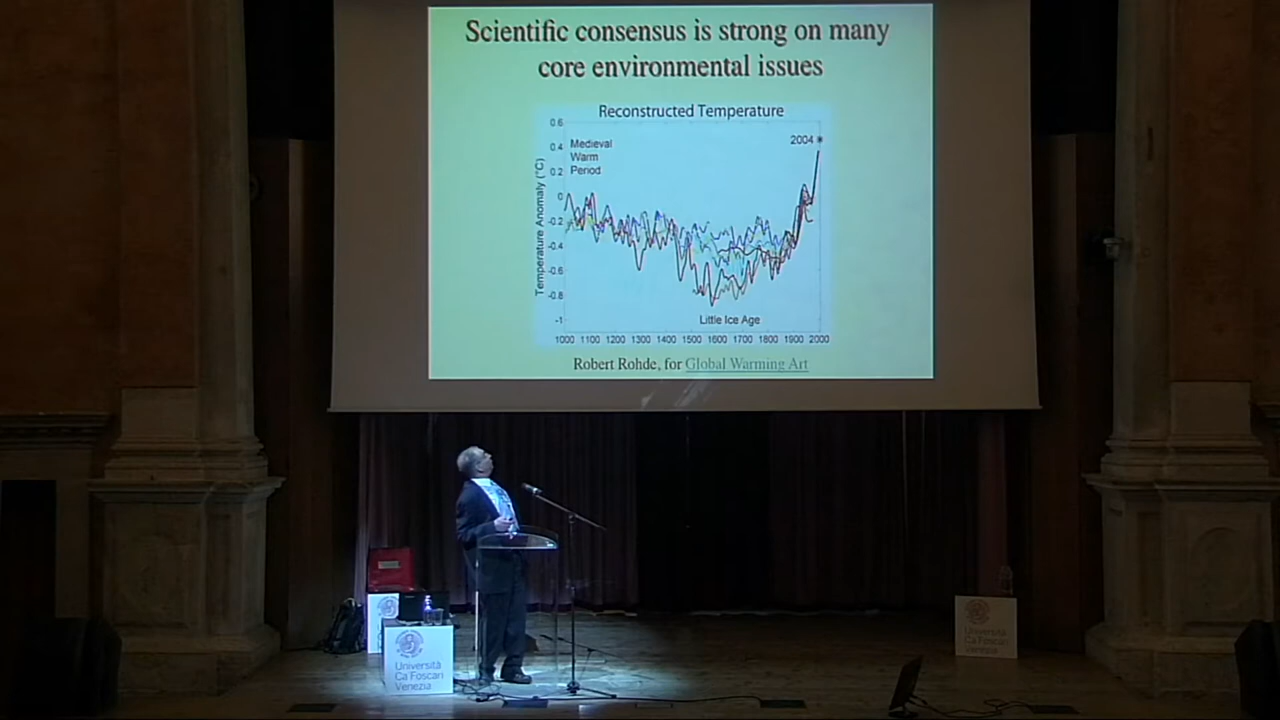 Scientific consensus is strong on many
core environmental issues
Reconstructed Temperature
Temperature Anomaly (°C)
0.6
0.4
0.2
0
-0.2
-0.4
-0.6
-0.8
-1
Medieval
Warm
Period
2004 *
Little Ice Age
1000 1100 1200 1300 1400 1500 1600 1700 1800 1900 2000
Robert Rohde, for Global Warming Art
Università
Ca'Foscari
Venezia
Università
Ca'Foscari
Venezia